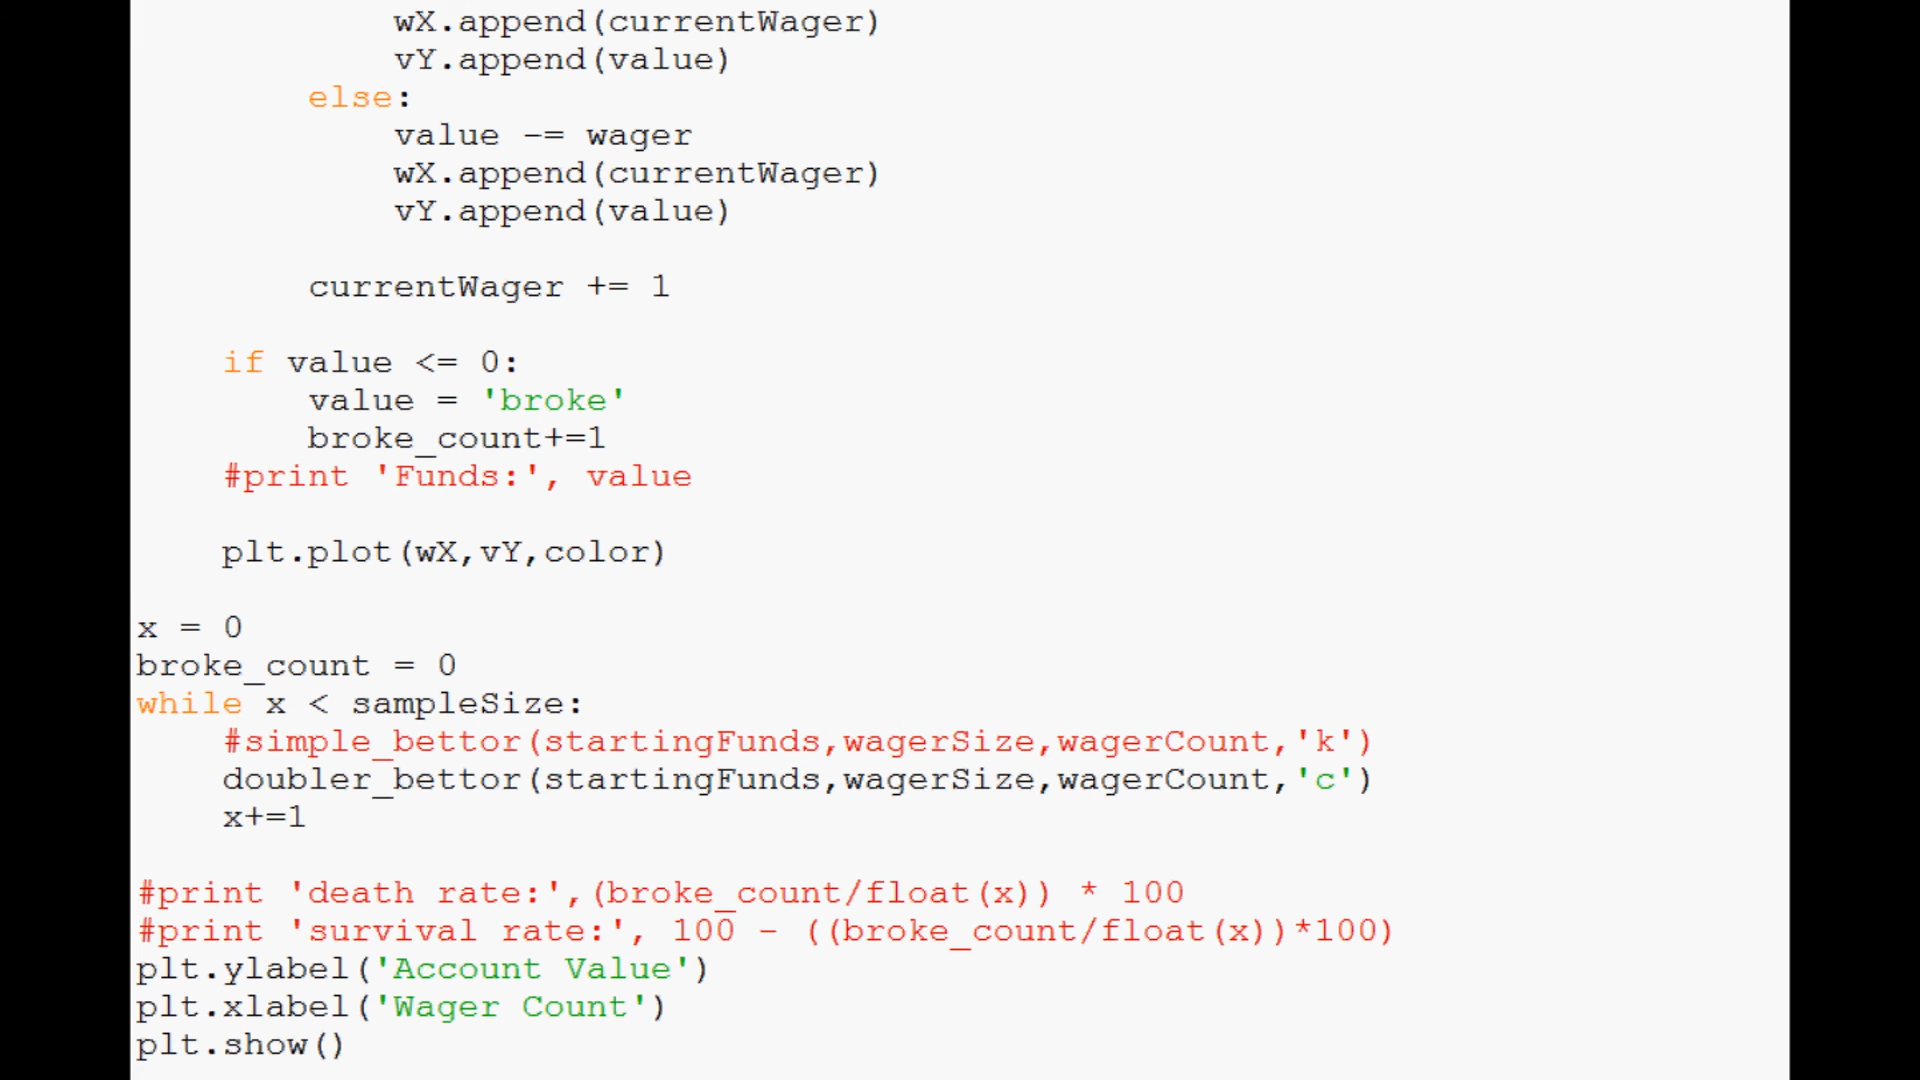 wX.append(currentWager)
vY.append(value)
else:
value -= wager
wX.append(currentWager)
vY.append(value)
currentWager += 1
if value <= 0:
value = 'broke'
broke_count+=1
#print 'Funds:', value
plt.plot(wX,vY,color)
x = 0
broke_count = 0
while x < sampleSize:
#simple_bettor(startingFunds,wagerSize,wagerCount,'k')
doubler_bettor(startingFunds,wagerSize,wagerCount,'c')
x+=1
#print 'death rate:',(broke_count/float(x)) * 100
#print 'survival rate:', 100 - ((broke_count/float(x))*100)
plt.ylabel('Account Value')
plt.xlabel('Wager Count')
plt.show()